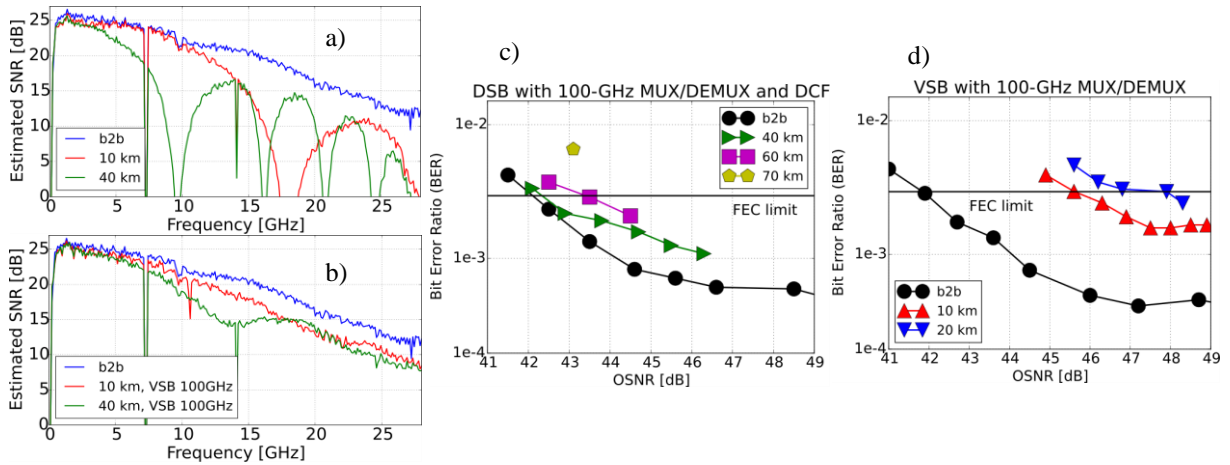 a)
Estimated SNR [dB]
25
20
15
10
5
0
b2b
10 km
40 km
0 5 10 15 20 25
Frequency [GHz]
b)
Estimated SNR [dB]
25
20
15
10
5
0
b2b
10 km, VSB 100GHz
40 km, VSB 100GHz
0 5 10 15 20 25
Frequency [GHz]
c)
DSB with 100-GHz MUX/DEMUX and DCF
Bit Error Ratio (BER)
1e-2
1e-3
1e-4
b2b
40 km
60 km
70 km
FEC limit
41 42 43 44 45 46 47 48 49
OSNR [dB]
d)
VSB with 100-GHz MUX/DEMUX
Bit Error Ratio (BER)
1e-2
1e-3
1e-4
FEC limit
b2b
10 km
20 km
41 42 43 44 45 46 47 48 49
OSNR [dB]